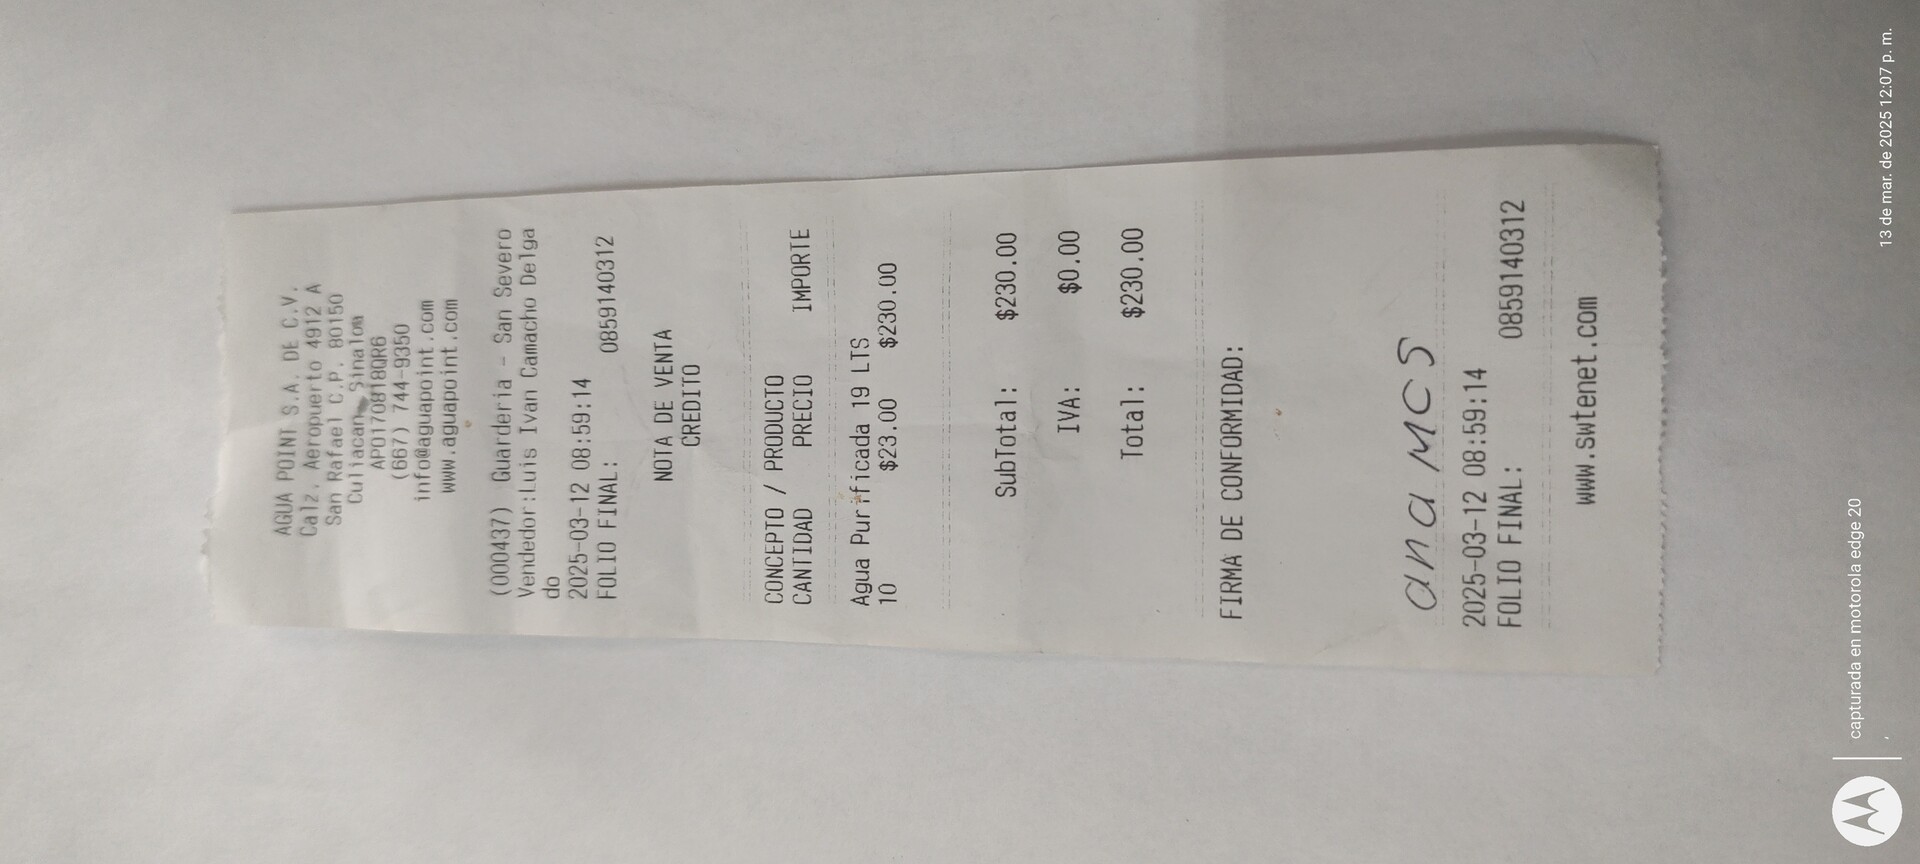 AGUA POINT S.A. DE C.V.
Calz. Aeropuerto 4912 A
San Rafael C.P. 80150
Culiacan, Sinaloa
APO170818QR6
(667) 744-9350
info@aguapoint.com
www.aguapoint.com
(000437) Guarderia - San Severo
Vendedor:Luis Ivan Camacho Delga
do
2025-03-12 08:59:14
FOLIO FINAL: 0859140312
NOTA DE VENTA
CREDITO
CONCEPTO / PRODUCTO
CANTIDAD PRECIO IMPORTE
Agua Purificada 19 LTS
10 $23.00 $230.00
SubTotal: $230.00
IVA: $0.00
Total: $230.00
FIRMA DE CONFORMIDAD:
ana MCS
2025-03-12 08:59:14
FOLIO FINAL: 0859140312
www.swtenet.com
capturada en motorola edge 20
13 de mar. de 2025 12:07 p. m.